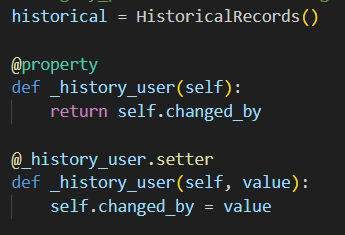 historical = HistoricalRecords()
@property
def _history_user(self):
return self.changed_by
@_history_user.setter
def _history_user(self, value):
self.changed_by = value